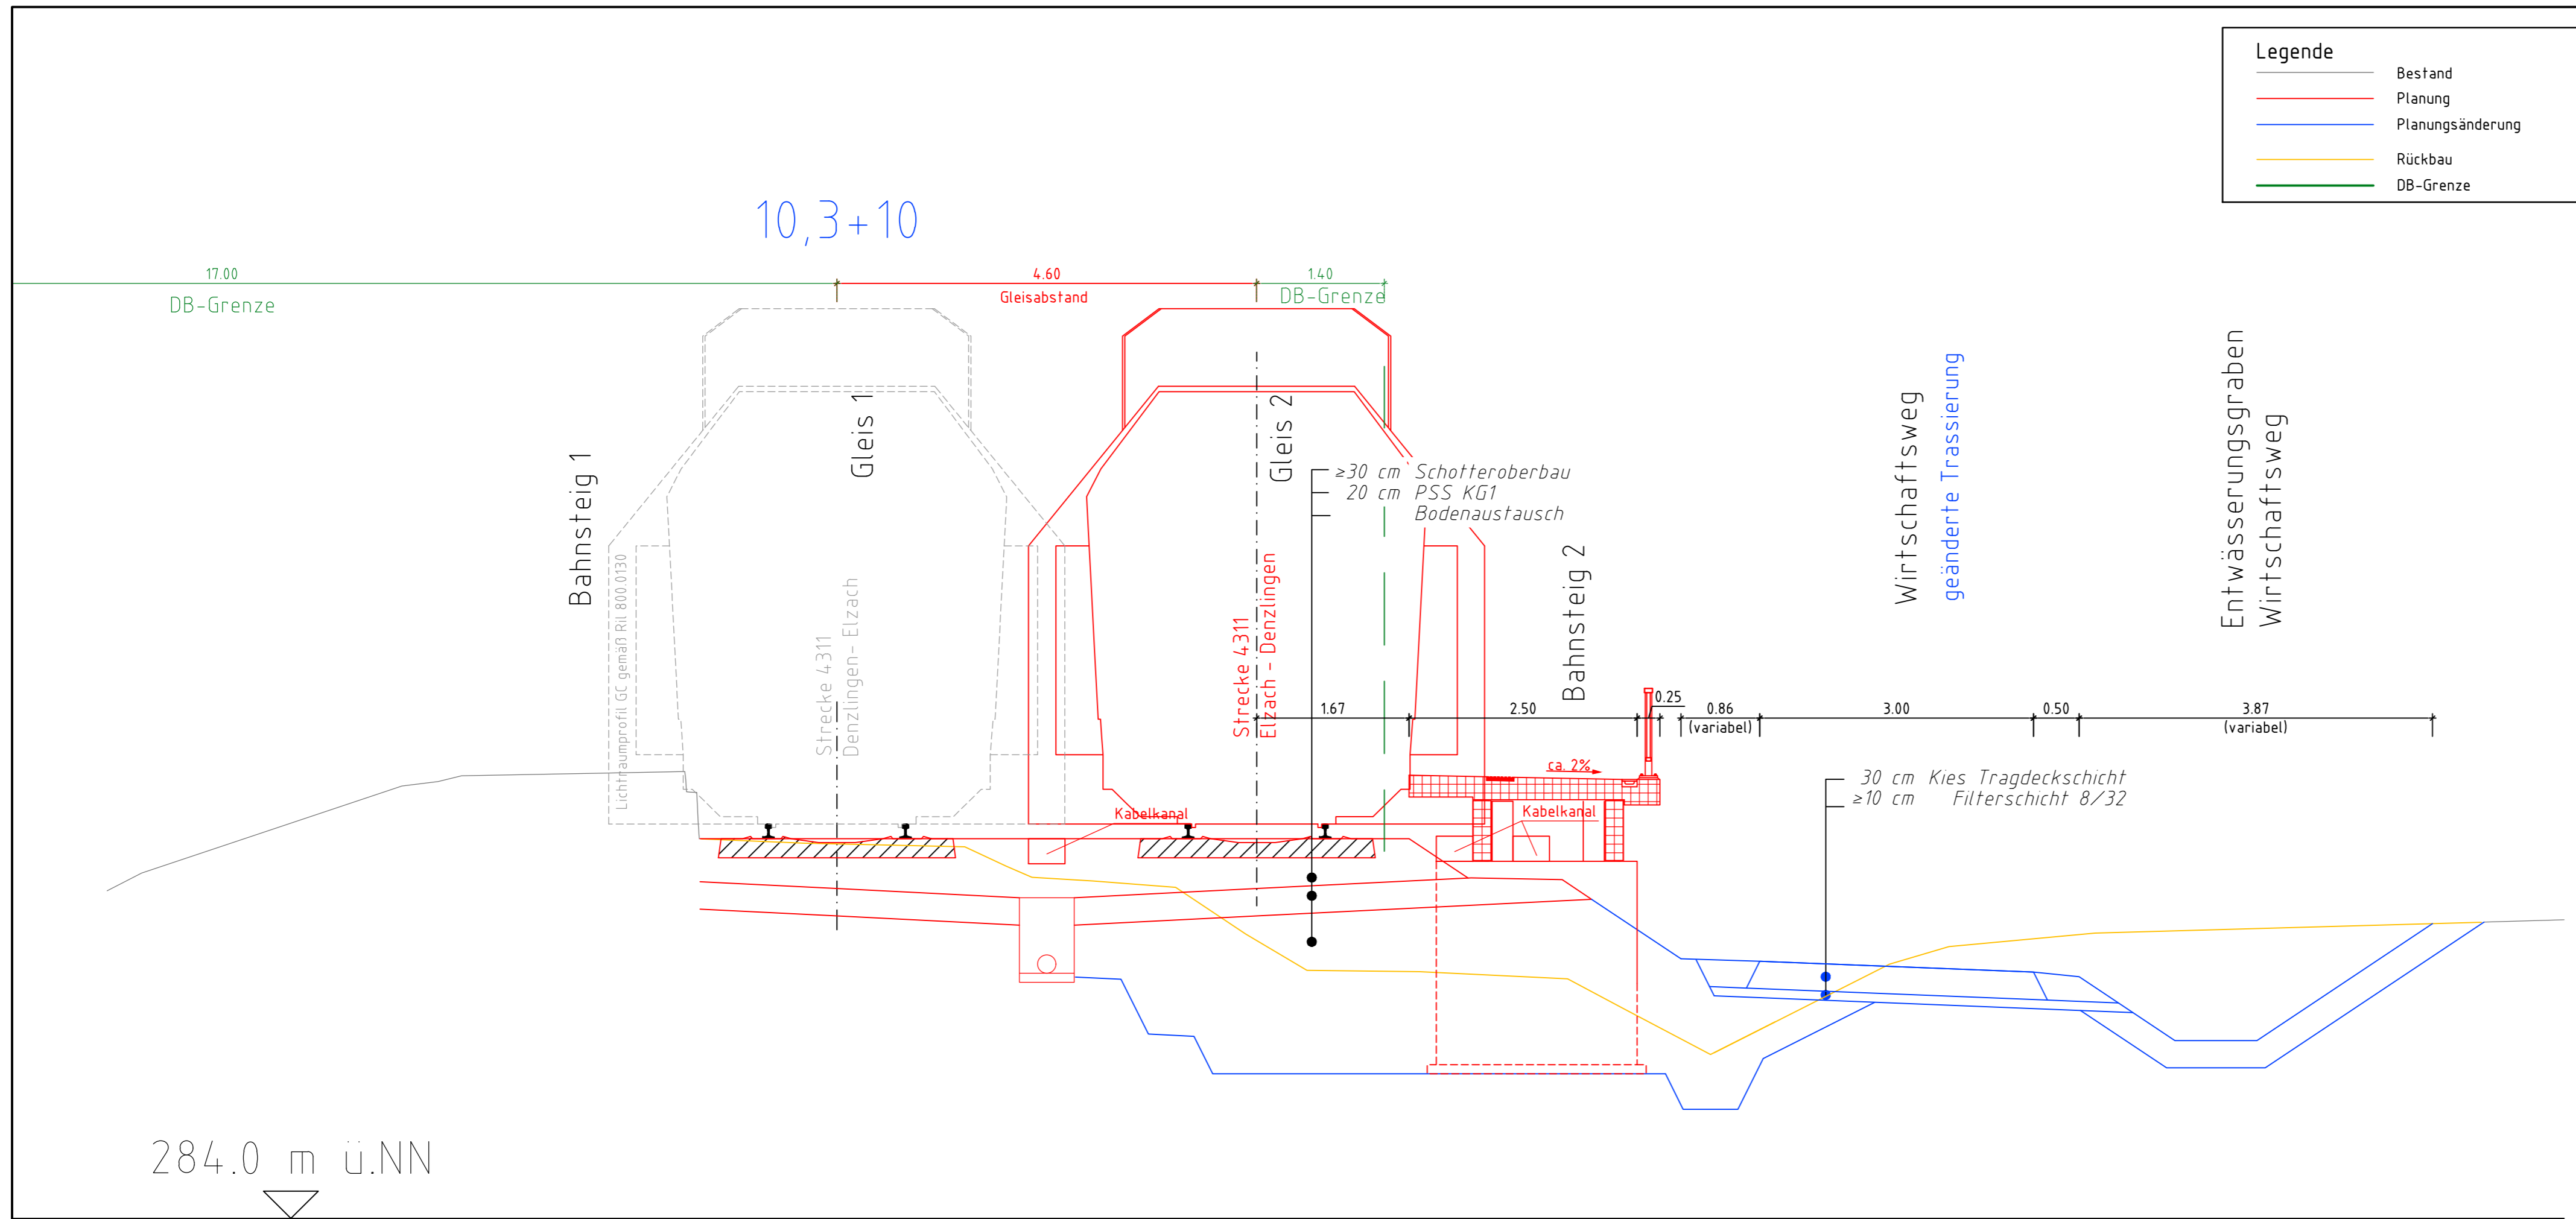 Legende
Bestand
Planung
Planungsänderung
Rückbau
DB-Grenze
10,3+10
17.00
DB-Grenze
4.60
Gleisabstand
1.40
DB-Grenze
Bahnsteig 1
Gleis 1
Gleis 2
Lichtraumprofil GC gemäß Ril 800.0130
Strecke 4311
Denzlingen- Elzach
Strecke 4311
Elzach - Denzlingen
≥30 cm Schotteroberbau
20 cm PSS KG1
Bodenaustausch
Bahnsteig 2
Wirtschaftsweg
geänderte Trassierung
Entwässerungsgraben
Wirtschaftsweg
1.67
2.50
0.25
0.86
(variabel)
3.00
0.50
3.87
(variabel)
ca. 2%
Kabelkanal
Kabelkanal
30 cm Kies Tragdeckschicht
≥10 cm Filterschicht 8/32
284.0 m ü.NN